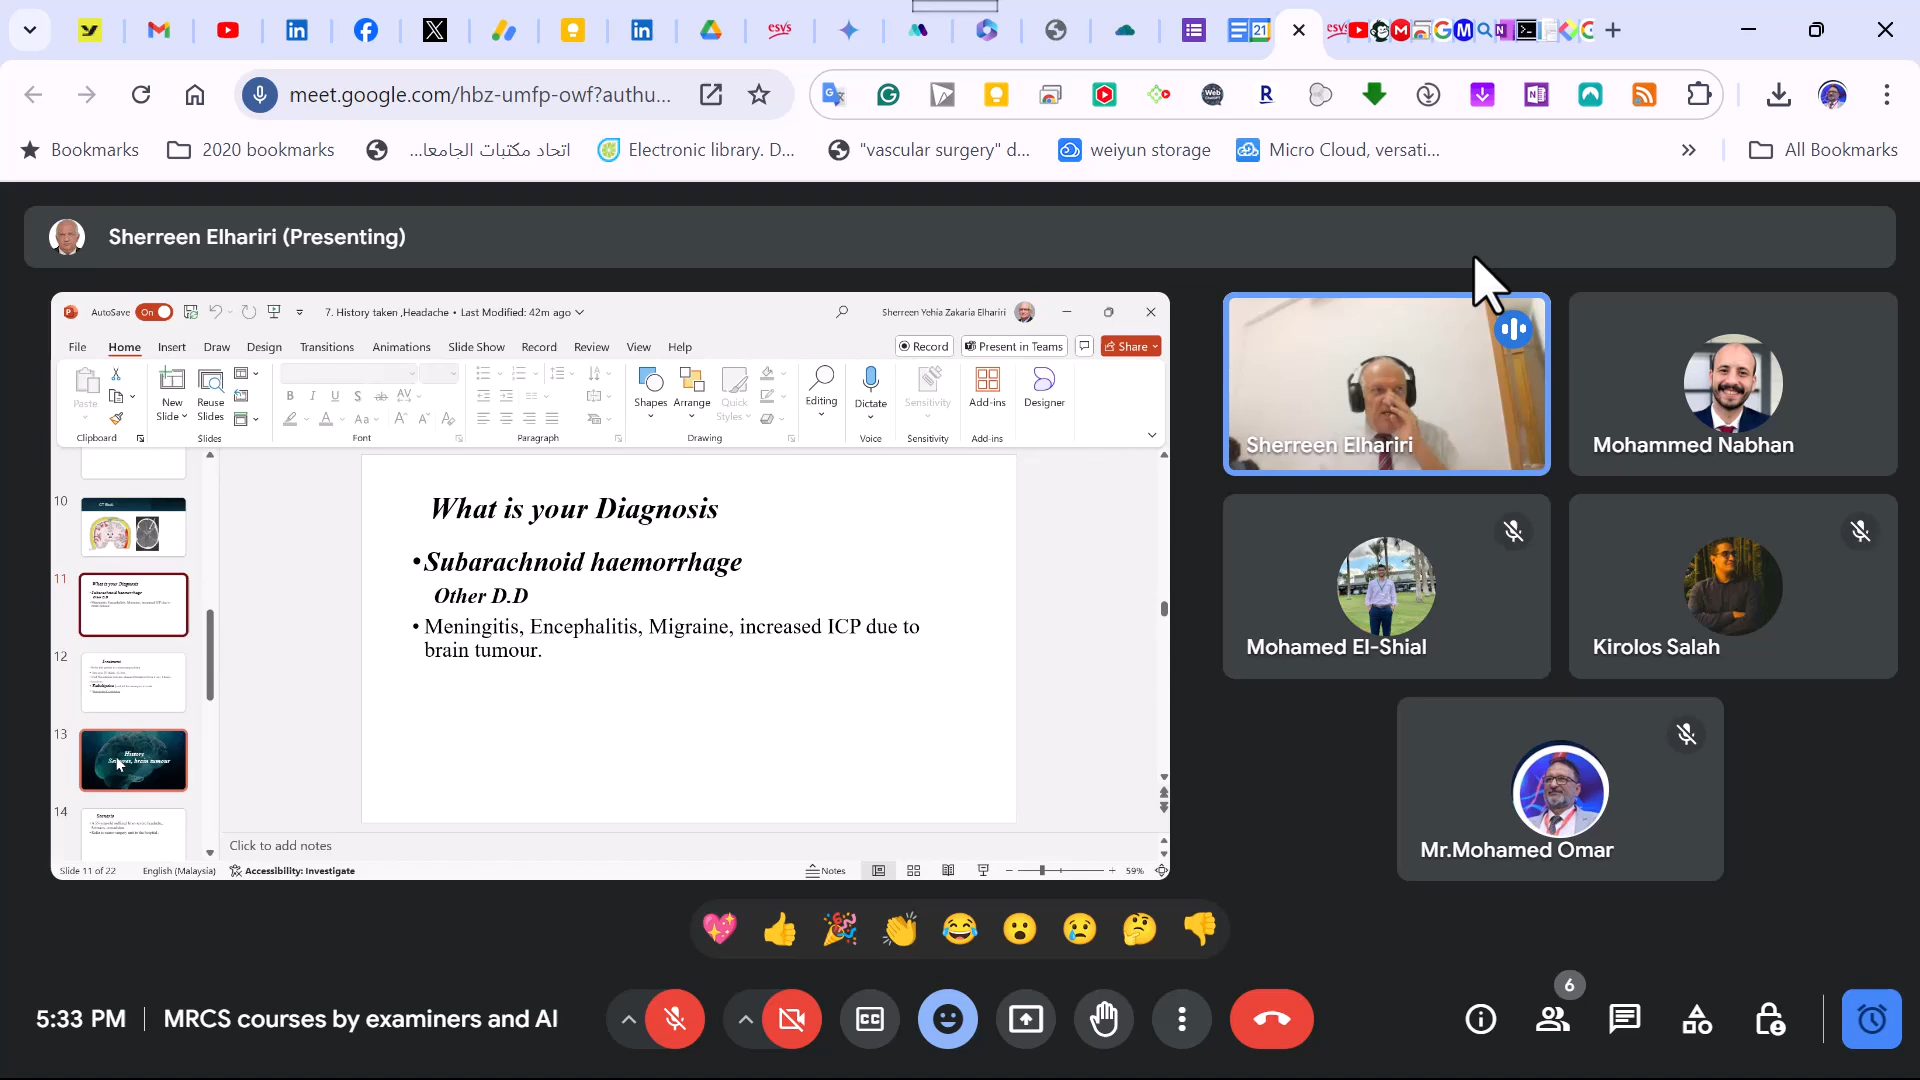 21
meet.google.com/hbz-umfp-owf?authu...
Bookmarks
2020 bookmarks
اتحاد مكتبات الجامعا...
Electronic library. D...
"vascular surgery" d...
weiyun storage
Micro Cloud, versati...
All Bookmarks
Sherreen Elhariri (Presenting)
AutoSave On
7. History taken ,Headache • Last Modified: 42m ago
Sherreen Yehia Zakaria Elhariri
File Home Insert Draw Design Transitions Animations Slide Show Record Review View Help
Record Present in Teams Share
Paste New Slide Reuse Slides Shapes Arrange Quick Styles Editing Dictate Sensitivity Add-ins Designer
Clipboard Slides Font Paragraph Drawing Voice Sensitivity Add-ins
10
11
12
13
14
What is your Diagnosis
•Subarachnoid haemorrhage
Other D.D
• Meningitis, Encephalitis, Migraine, increased ICP due to
brain tumour.
Click to add notes
Slide 11 of 22 English (Malaysia) Accessibility: Investigate Notes 59%
Sherreen Elhariri
Mohammed Nabhan
Mohamed El-Shial
Kirolos Salah
Mr.Mohamed Omar
5:33 PM MRCS courses by examiners and AI
CC
6